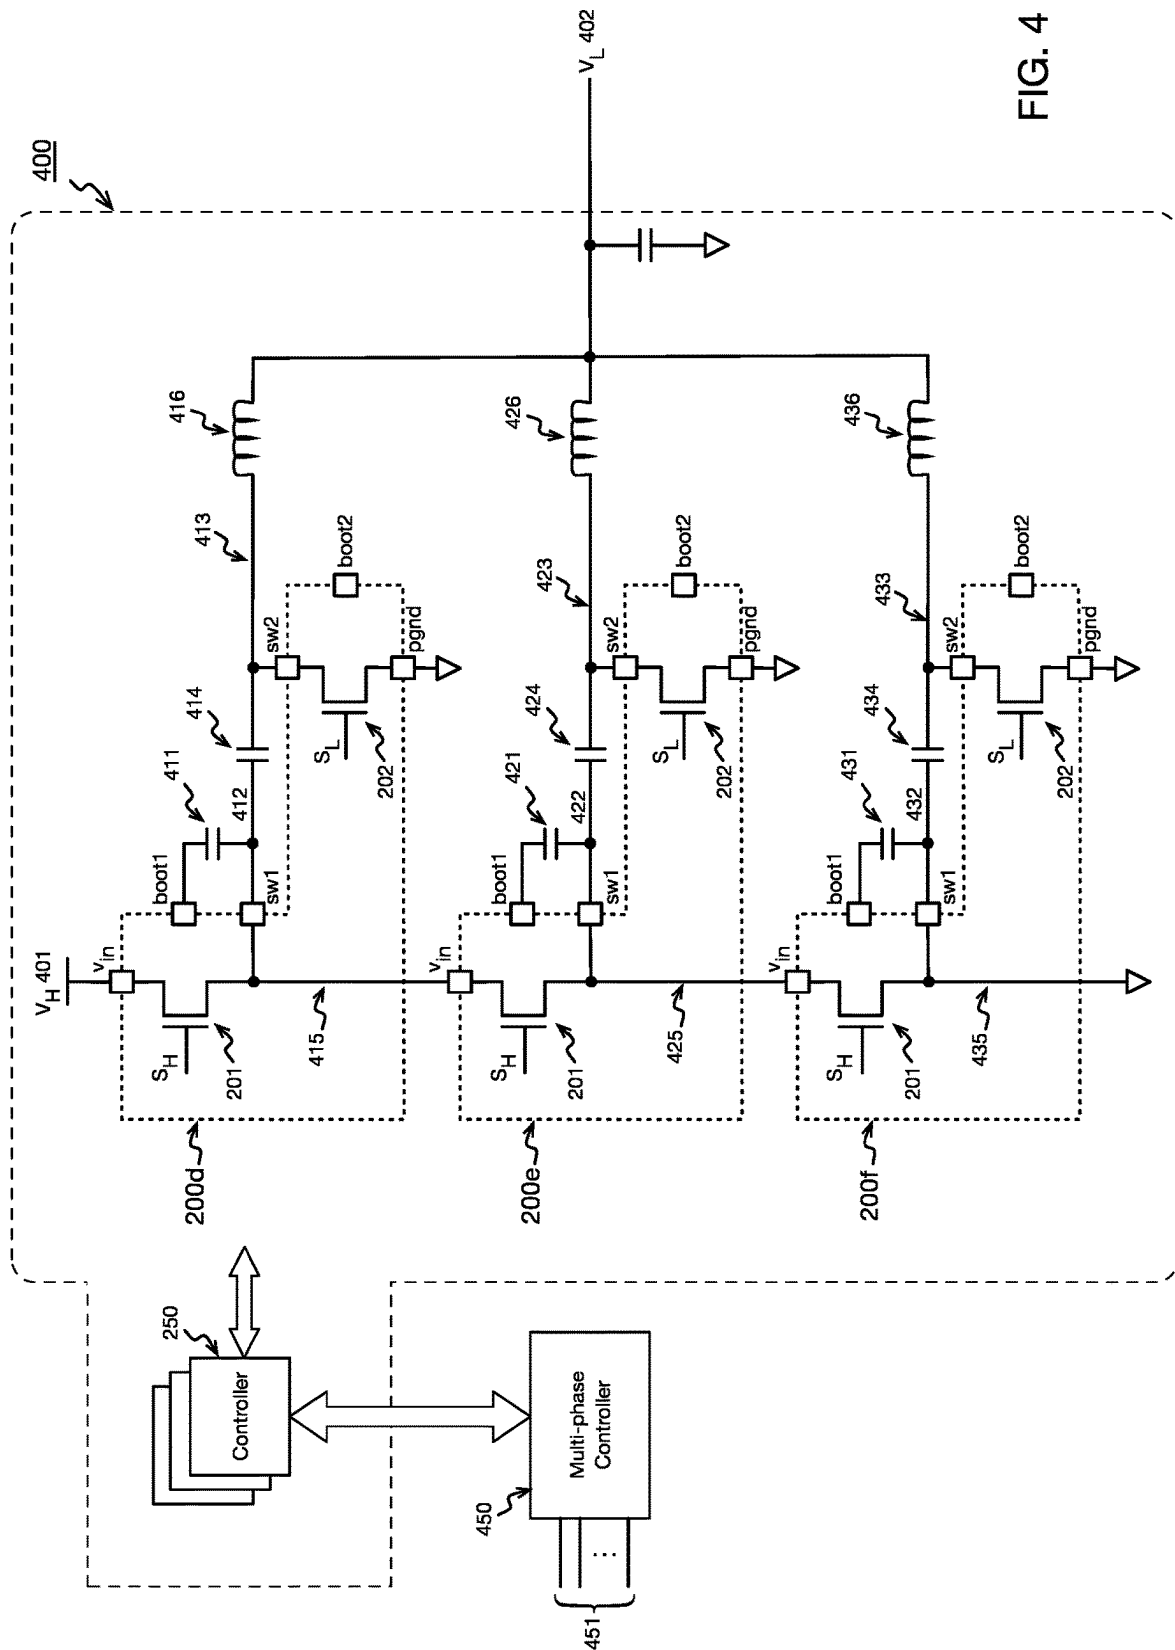 FIG. 4
400
V_H 401
V_L 402
v_in
boot1
411
412
414
413
416
sw1
sw2
S_H
201
415
S_L
202
pgnd
boot2
200d
v_in
boot1
421
422
424
423
426
sw1
sw2
S_H
201
425
S_L
202
pgnd
boot2
200e
v_in
boot1
431
432
434
433
436
sw1
sw2
S_H
201
435
S_L
202
pgnd
boot2
200f
250
Controller
450
Multi-phase
Controller
...
451